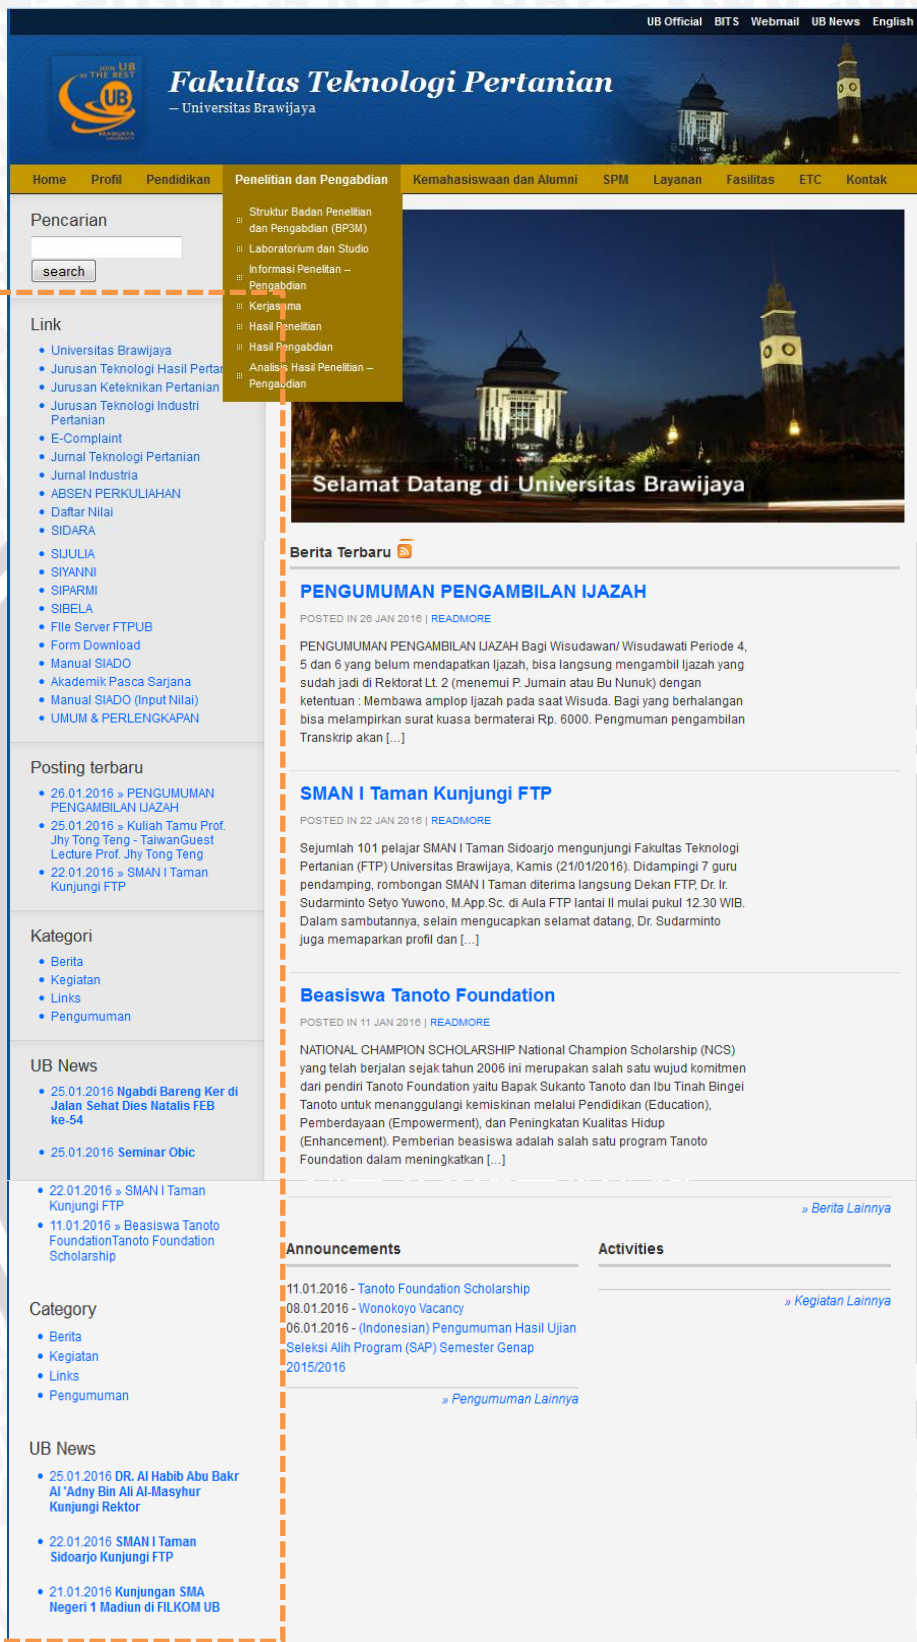 UB Official BITS Webmail UB News English
JOIN UB
BE THE BEST
UB
BRAWIJAYA
UNIVERSITY
Fakultas Teknologi Pertanian
— Universitas Brawijaya
Home Profil Pendidikan Penelitian dan Pengabdian Kemahasiswaan dan Alumni SPM Layanan Fasilitas ETC Kontak
Struktur Badan Penelitian
dan Pengabdian (BP3M)
Laboratorium dan Studio
Informasi Penelitan –
Pengabdian
Kerjasama
Hasil Penelitian
Hasil Pengabdian
Analisis Hasil Penelitian –
Pengabdian
Pencarian
search
Link
Universitas Brawijaya
Jurusan Teknologi Hasil Pertar
Jurusan Keteknikan Pertanian
Jurusan Teknologi Industri
Pertanian
E-Complaint
Jurnal Teknologi Pertanian
Jurnal Industria
ABSEN PERKULIAHAN
Daftar Nilai
SIDARA
SIJULIA
SIYANNI
SIPARMI
SIBELA
FIle Server FTPUB
Form Download
Manual SIADO
Akademik Pasca Sarjana
Manual SIADO (Input Nilai)
UMUM & PERLENGKAPAN
Posting terbaru
26.01.2016 » PENGUMUMAN
PENGAMBILAN IJAZAH
25.01.2016 » Kuliah Tamu Prof.
Jhy Tong Teng - TaiwanGuest
Lecture Prof. Jhy Tong Teng
22.01.2016 » SMAN I Taman
Kunjungi FTP
Kategori
Berita
Kegiatan
Links
Pengumuman
UB News
25.01.2016 Ngabdi Bareng Ker di
Jalan Sehat Dies Natalis FEB
ke-54
25.01.2016 Seminar Obic
22.01.2016 » SMAN I Taman
Kunjungi FTP
11.01.2016 » Beasiswa Tanoto
FoundationTanoto Foundation
Scholarship
Category
Berita
Kegiatan
Links
Pengumuman
UB News
25.01.2016 DR. Al Habib Abu Bakr
Al 'Adny Bin Ali Al-Masyhur
Kunjungi Rektor
22.01.2016 SMAN I Taman
Sidoarjo Kunjungi FTP
21.01.2016 Kunjungan SMA
Negeri 1 Madiun di FILKOM UB
Selamat Datang di Universitas Brawijaya
Berita Terbaru
PENGUMUMAN PENGAMBILAN IJAZAH
POSTED IN 26 JAN 2016 | READMORE
PENGUMUMAN PENGAMBILAN IJAZAH Bagi Wisudawan/ Wisudawati Periode 4,
5 dan 6 yang belum mendapatkan Ijazah, bisa langsung mengambil Ijazah yang
sudah jadi di Rektorat Lt. 2 (menemui P. Jumain atau Bu Nunuk) dengan
ketentuan : Membawa amplop Ijazah pada saat Wisuda. Bagi yang berhalangan
bisa melampirkan surat kuasa bermaterai Rp. 6000. Pengmuman pengambilan
Transkrip akan […]
SMAN I Taman Kunjungi FTP
POSTED IN 22 JAN 2016 | READMORE
Sejumlah 101 pelajar SMAN I Taman Sidoarjo mengunjungi Fakultas Teknologi
Pertanian (FTP) Universitas Brawijaya, Kamis (21/01/2016). Didampingi 7 guru
pendamping, rombongan SMAN I Taman diterima langsung Dekan FTP, Dr. Ir.
Sudarminto Setyo Yuwono, M.App.Sc. di Aula FTP lantai II mulai pukul 12.30 WIB.
Dalam sambutannya, selain mengucapkan selamat datang, Dr. Sudarminto
juga memaparkan profil dan […]
Beasiswa Tanoto Foundation
POSTED IN 11 JAN 2016 | READMORE
NATIONAL CHAMPION SCHOLARSHIP National Champion Scholarship (NCS)
yang telah berjalan sejak tahun 2006 ini merupakan salah satu wujud komitmen
dari pendiri Tanoto Foundation yaitu Bapak Sukanto Tanoto dan Ibu Tinah Bingei
Tanoto untuk menanggulangi kemiskinan melalui Pendidikan (Education),
Pemberdayaan (Empowerment), dan Peningkatan Kualitas Hidup
(Enhancement). Pemberian beasiswa adalah salah satu program Tanoto
Foundation dalam meningkatkan […]
» Berita Lainnya
Announcements
11.01.2016 - Tanoto Foundation Scholarship
08.01.2016 - Wonokoyo Vacancy
06.01.2016 - (Indonesian) Pengumuman Hasil Ujian
Seleksi Alih Program (SAP) Semester Genap
2015/2016
» Pengumuman Lainnya
Activities
» Kegiatan Lainnya